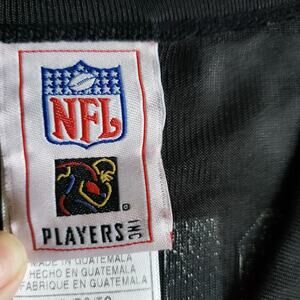 NFL
PLAYERS INC
MADE IN GUATEMALA
HECHO EN GUATEMALA
FABRIQUE EN GUATEMALA